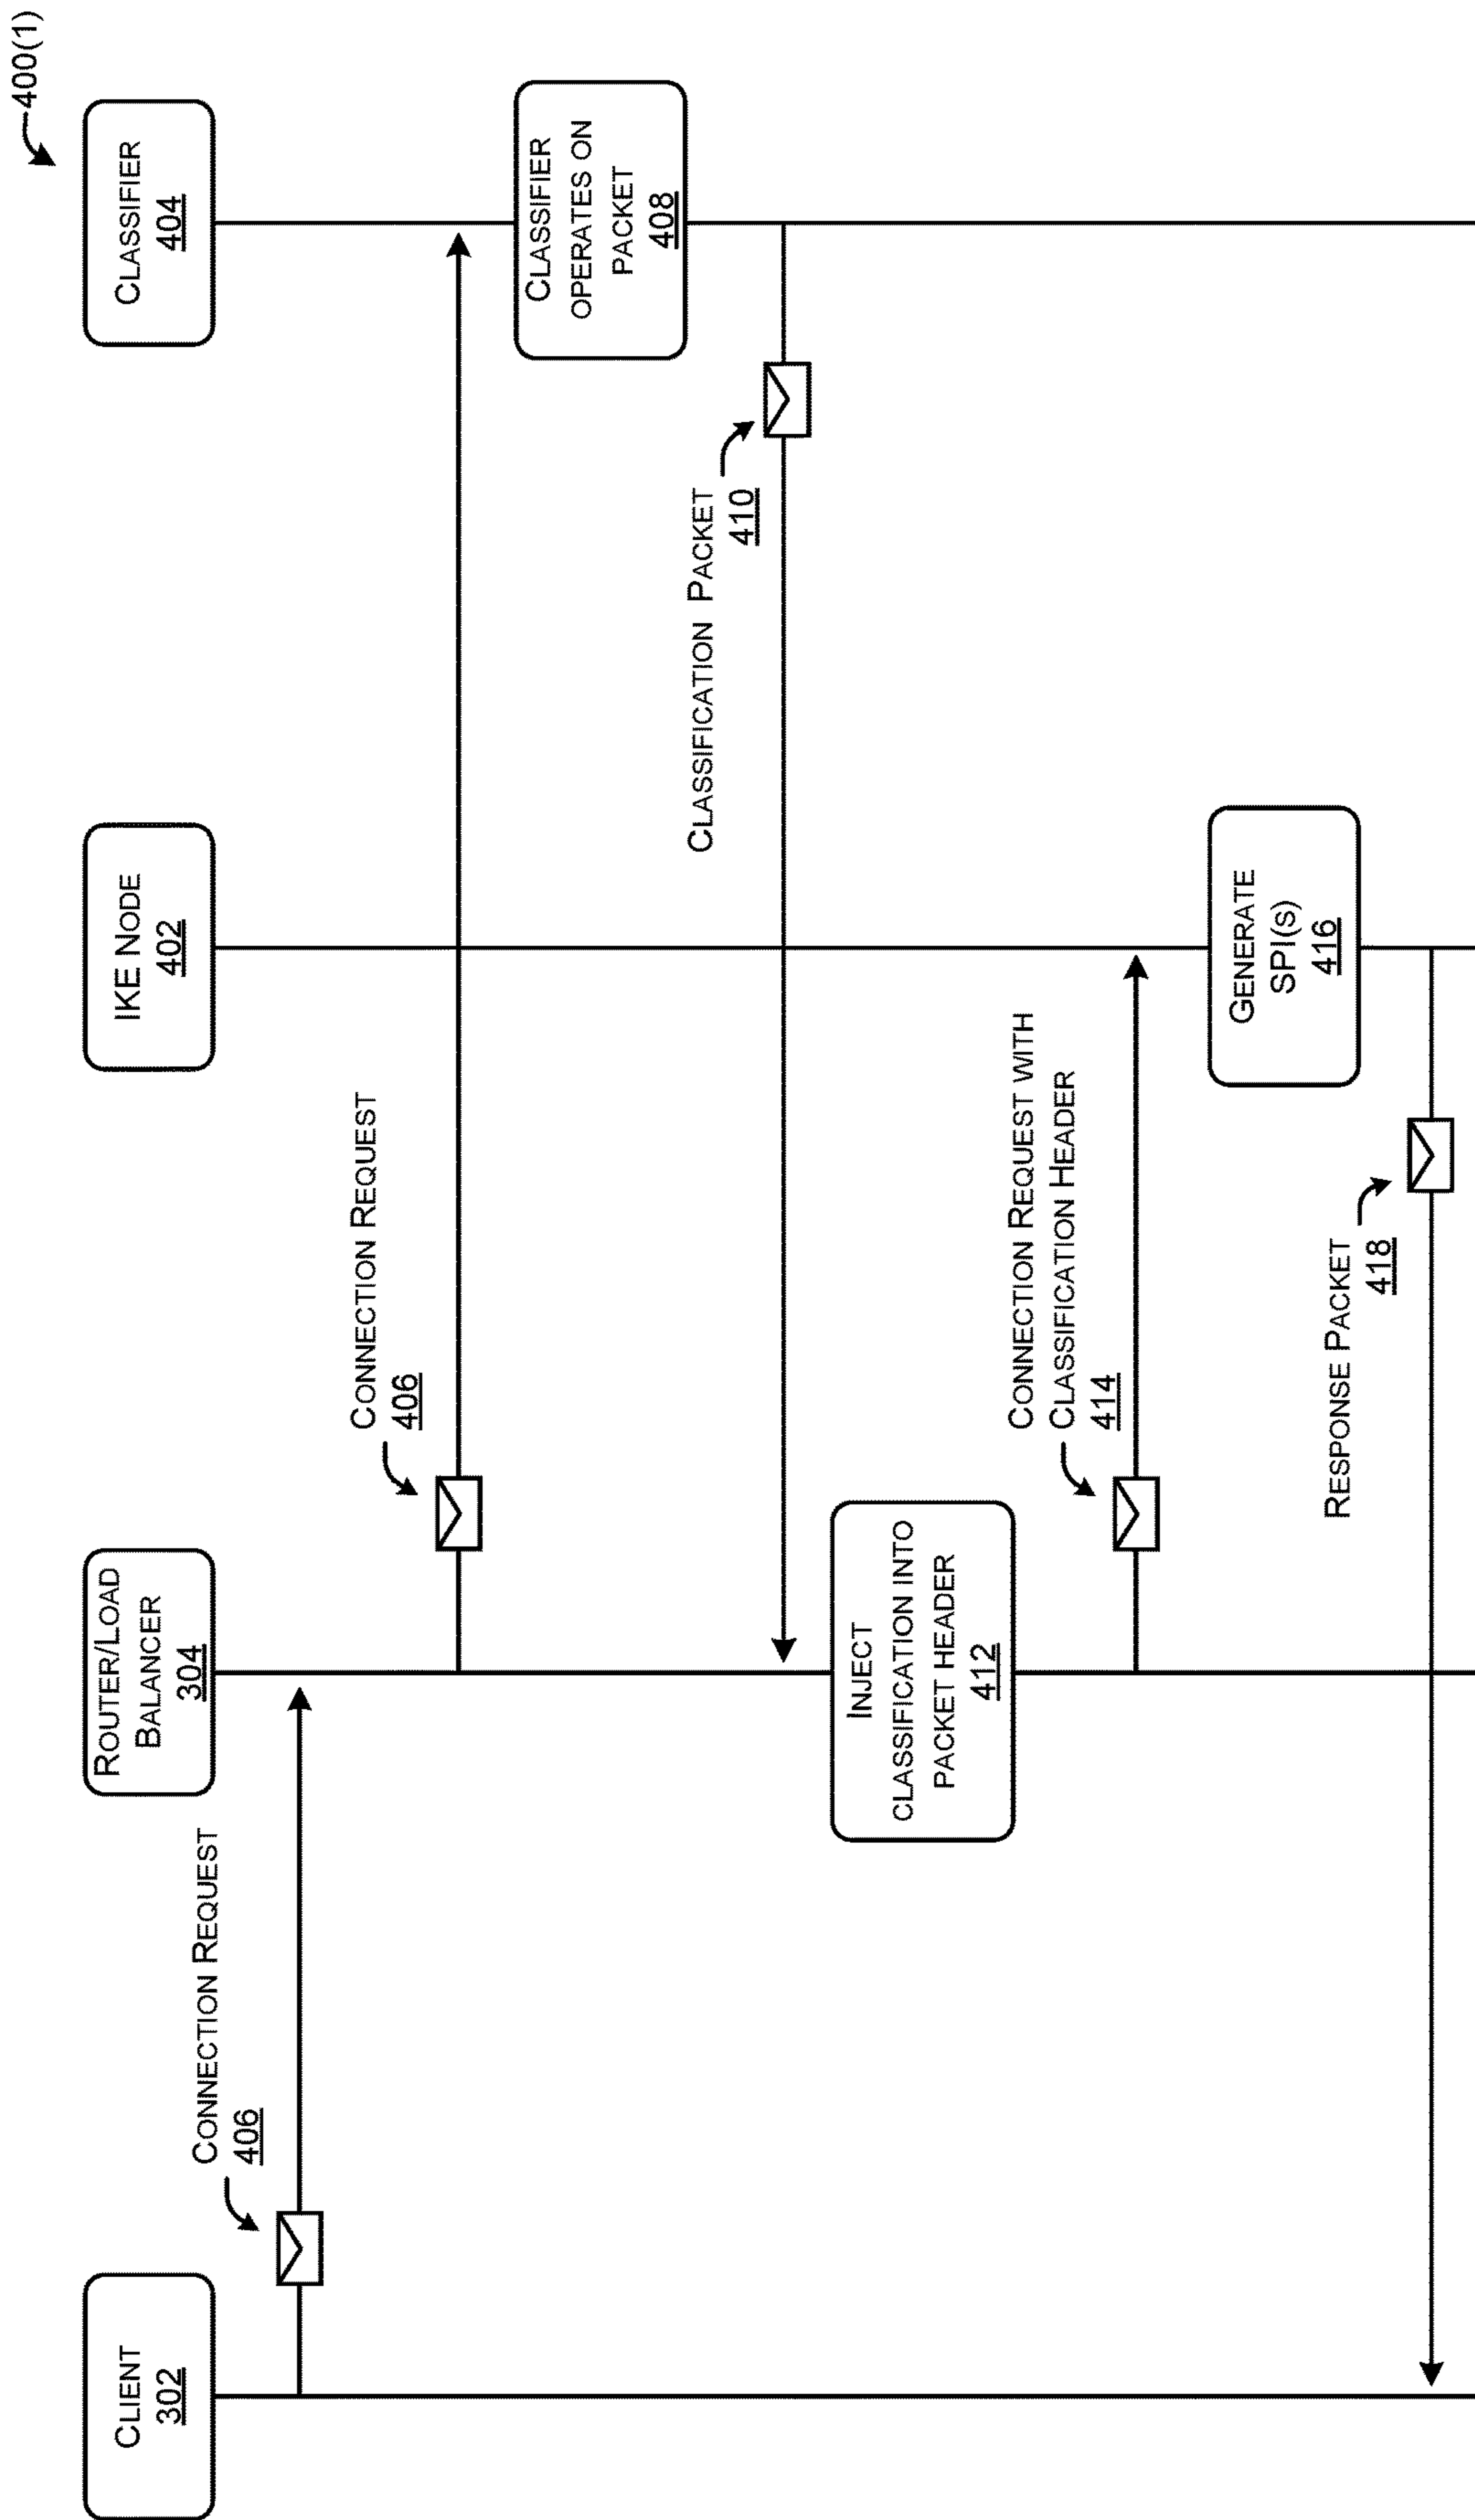 400(1)
CLIENT
302
ROUTER/LOAD
BALANCER
304
IKE NODE
402
CLASSIFIER
404
CONNECTION REQUEST
406
CONNECTION REQUEST
406
CLASSIFIER
OPERATES ON
PACKET
408
CLASSIFICATION PACKET
410
INJECT
CLASSIFICATION INTO
PACKET HEADER
412
CONNECTION REQUEST WITH
CLASSIFICATION HEADER
414
GENERATE
SPI(S)
416
RESPONSE PACKET
418